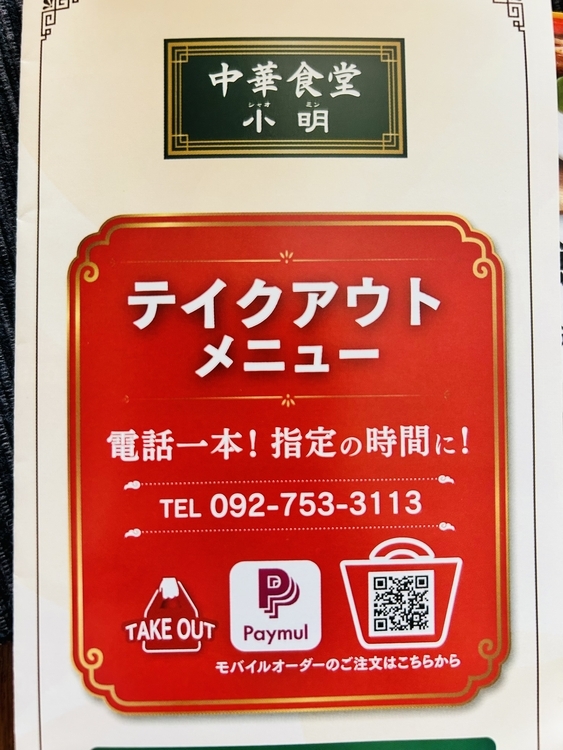 中華食堂
シャオ ミン
小 明
テイクアウト
メニュー
電話一本！指定の時間に！
TEL 092-753-3113
TAKE OUT
Paymul
モバイルオーダーのご注文はこちらから